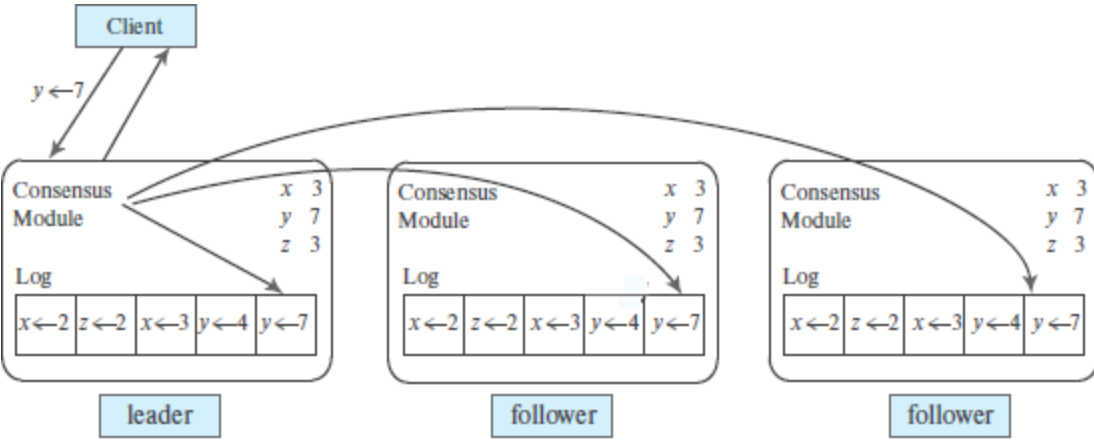 Client
y ←7
Consensus
Module
x 3
y 7
z 3
Log
x←2 z←2 x←3 y←4 y←7
leader
Consensus
Module
x 3
y 7
z 3
Log
x←2 z←2 x←3 y←4 y←7
follower
Consensus
Module
x 3
y 7
z 3
Log
x←2 z←2 x←3 y←4 y←7
follower